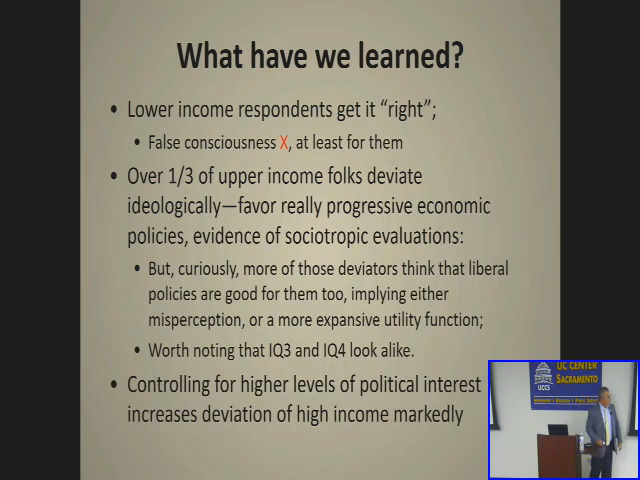 What have we learned?
• Lower income respondents get it “right”;
• False consciousness X, at least for them
• Over 1/3 of upper income folks deviate
ideologically—favor really progressive economic
policies, evidence of sociotropic evaluations:
• But, curiously, more of those deviators think that liberal
policies are good for them too, implying either
misperception, or a more expansive utility function;
• Worth noting that IQ3 and IQ4 look alike.
• Controlling for higher levels of political interest
increases deviation of high income markedly
UC CENTER
SACRAMENTO
UCCS